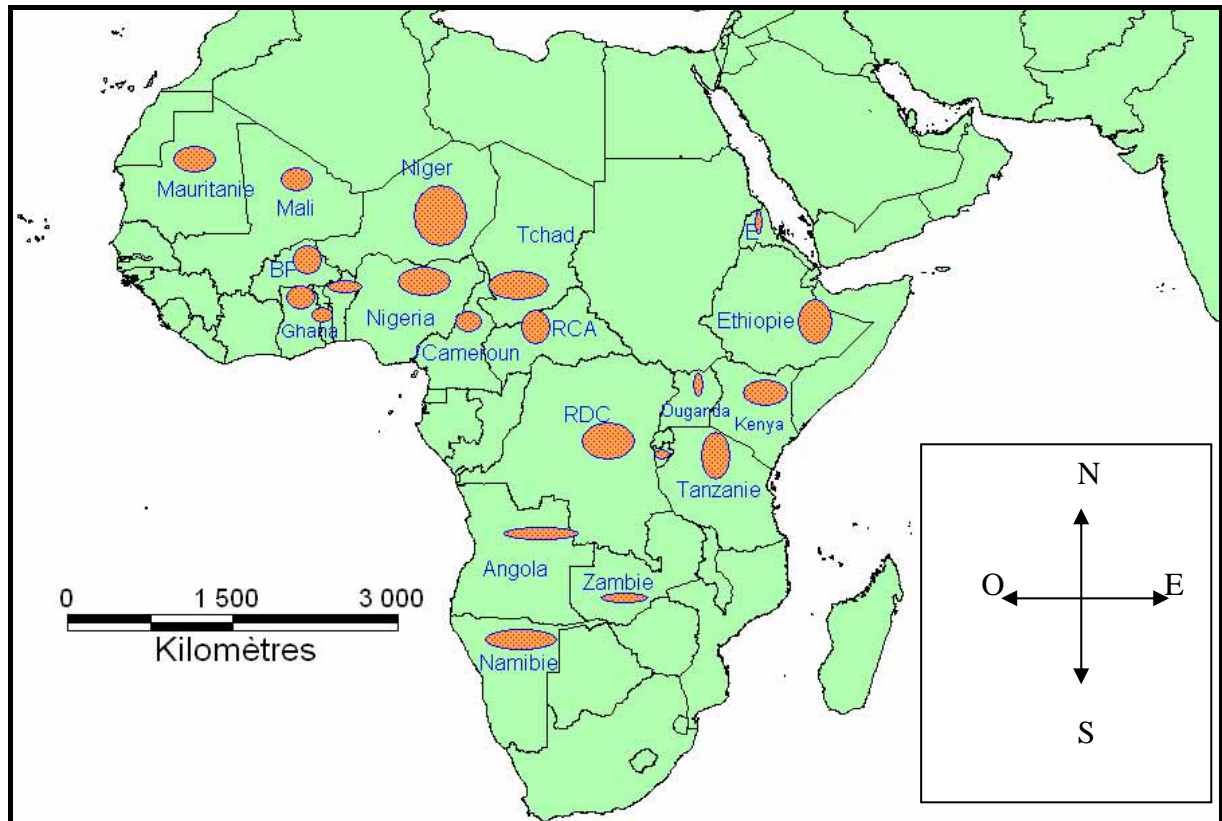 Niger
Mauritanie
Mali
Tchad
E
BF
Ethiopie
Nigeria
RCA
Ghana
Cameroun
Ouganda
Kenya
RDC
Tanzanie
N
Angola
Zambie
O E
0 1 500 3 000
Kilomètres
Namibie
S